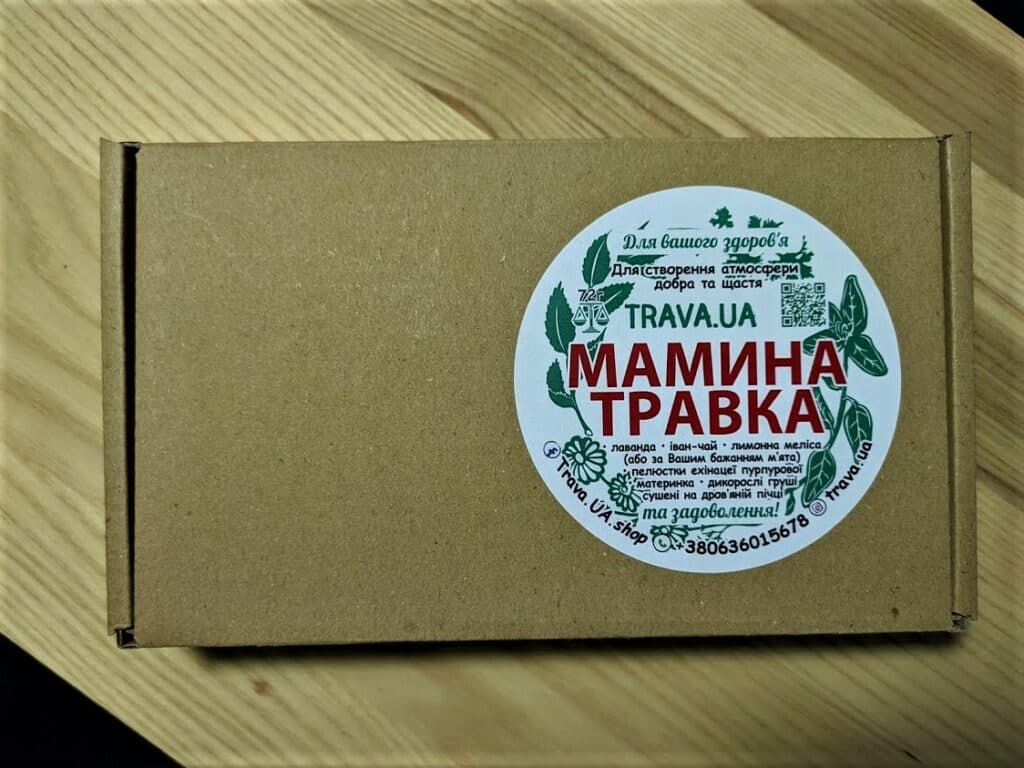 Для вашого здоров'я
Для створення атмосфери
добра та щастя
72г
TRAVA.UA
МАМИНА
ТРАВКА
лаванда · іван-чай · лимонна меліса
(або за Вашим бажанням м'ята)
пелюстки ехінацеї пурпурової
материнка · дикорослі груші
сушені на дров'яній пічці
та задоволення!
Trava.UA.shop
+380636015678
trava.ua